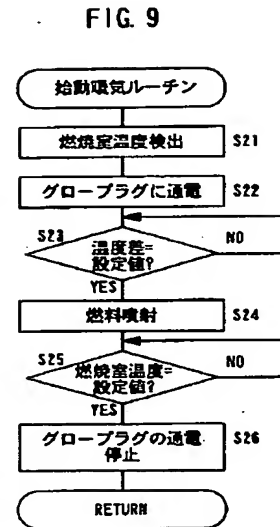 FIG. 9
始動吸気ルーチン
燃焼室温度検出 S21
グロープラグに通電 S22
S23
温度差=
設定値?
NO
YES
燃料噴射 S24
S25
燃焼室温度=
設定値?
NO
YES
グロープラグの通電
停止
S26
RETURN